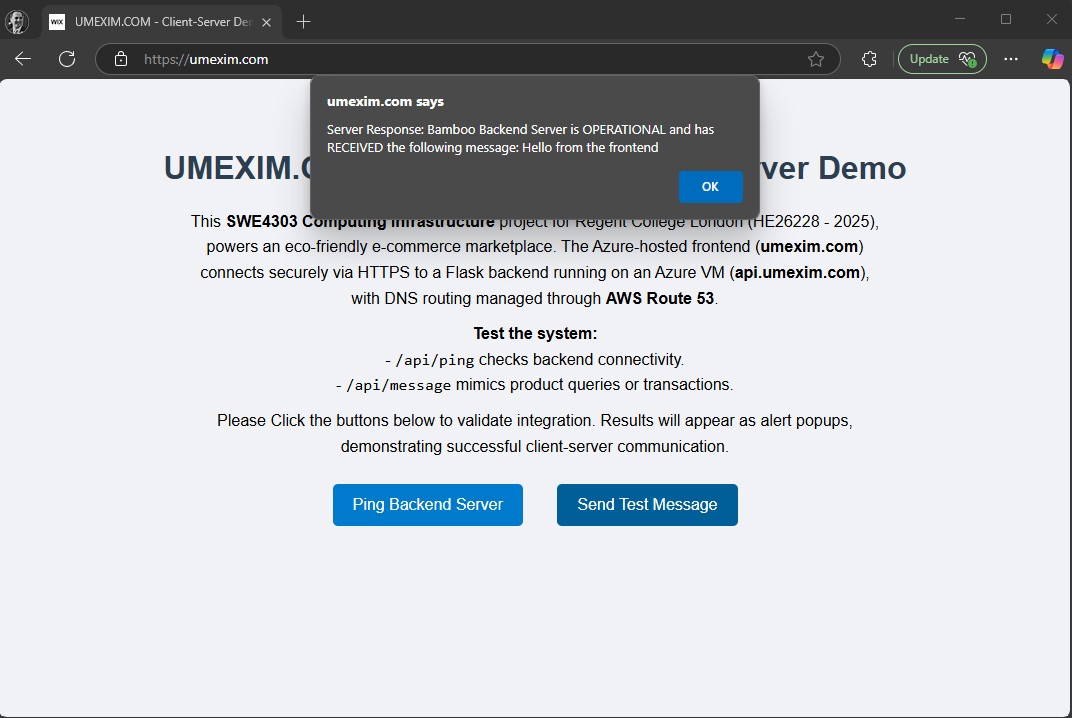 WIX UMEXIM.COM - Client-Server Der
https://umexim.com
Update
umexim.com says
Server Response: Bamboo Backend Server is OPERATIONAL and has
RECEIVED the following message: Hello from the frontend
OK
UMEXIM.C ver Demo
This SWE4303 Computing Infrastructure project for Regent College London (HE26228 - 2025),
powers an eco-friendly e-commerce marketplace. The Azure-hosted frontend (umexim.com)
connects securely via HTTPS to a Flask backend running on an Azure VM (api.umexim.com),
with DNS routing managed through AWS Route 53.
Test the system:
- /api/ping checks backend connectivity.
- /api/message mimics product queries or transactions.
Please Click the buttons below to validate integration. Results will appear as alert popups,
demonstrating successful client-server communication.
Ping Backend Server
Send Test Message